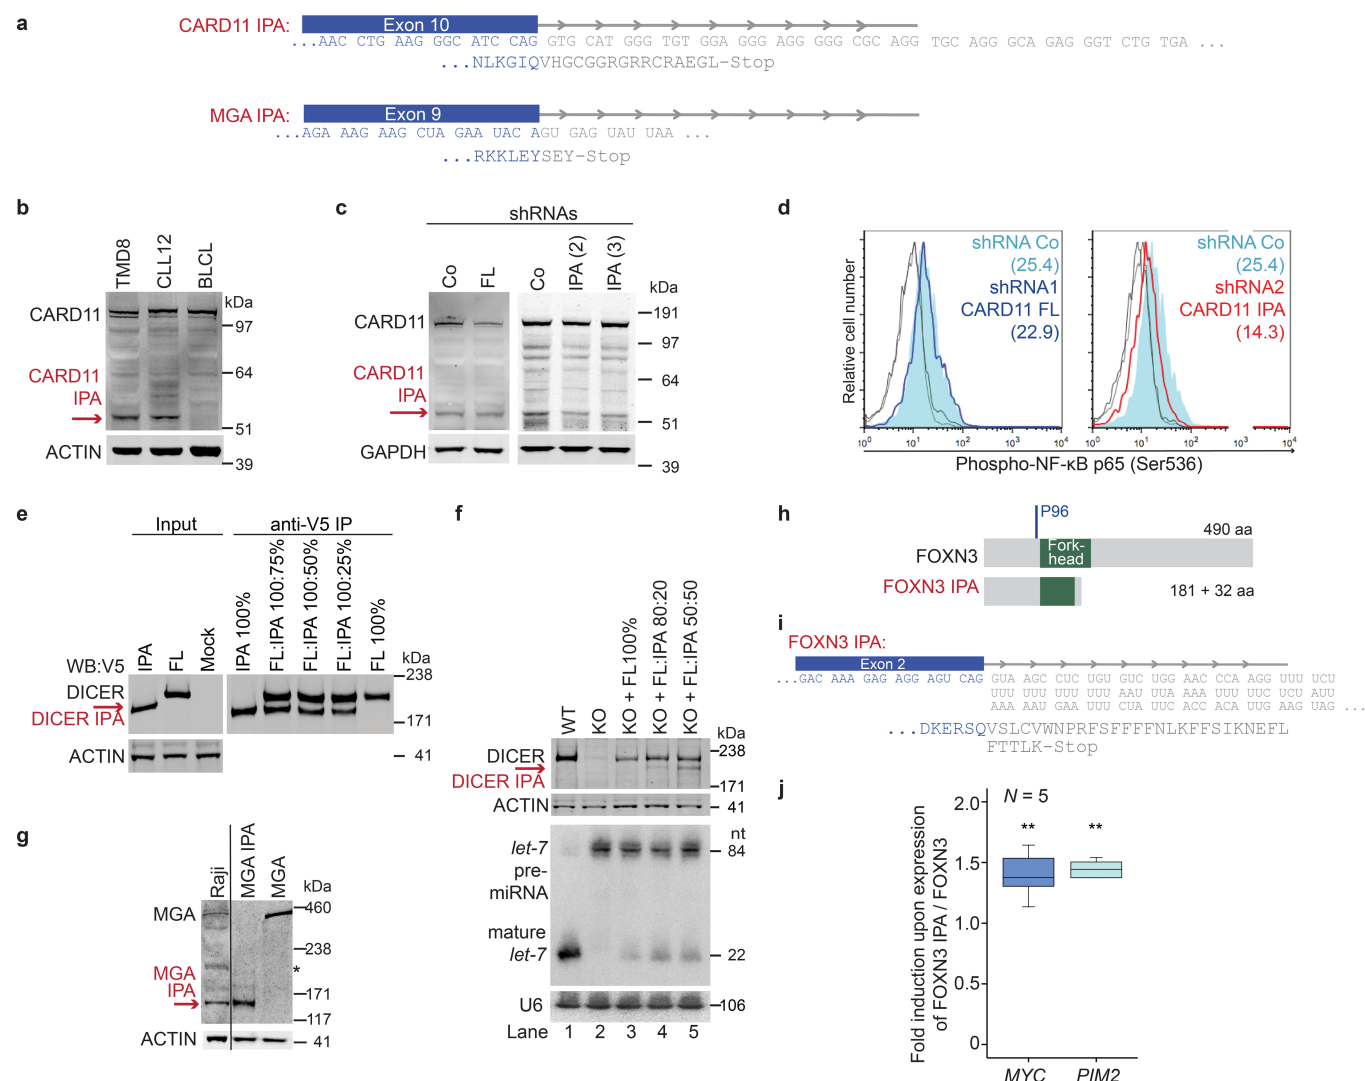 a
CARD11 IPA:
Exon 10
...AAC CTG AAG GGC ATC CAG GTG CAT GGG TGT GGA GGG AGG GGG CGC AGG TGC AGG GCA GAG GGT CTG TGA ...
...NLKGIQVHGCGGRGRRCRAEGL-Stop
MGA IPA:
Exon 9
...AGA AAG AAG CUA GAA UAC AGU GAG UAU UAA ...
...RKKLEYSEY-Stop
b
TMD8
CLL12
BLCL
kDa
CARD11
97
64
CARD11
IPA
51
ACTIN
39
c
shRNAs
Co
FL
Co
IPA (2)
IPA (3)
kDa
191
CARD11
97
CARD11
IPA
64
51
GAPDH
39
d
Relative cell number
shRNA Co
(25.4)
shRNA1
CARD11 FL
(22.9)
10⁰ 10¹ 10² 10³ 10⁴
shRNA Co
(25.4)
shRNA2
CARD11 IPA
(14.3)
10⁰ 10¹ 10² 10³ 10⁴
Phospho-NF-κB p65 (Ser536)
e
Input
anti-V5 IP
IPA
FL
Mock
IPA 100%
FL:IPA 100:75%
FL:IPA 100:50%
FL:IPA 100:25%
FL 100%
WB:V5
kDa
DICER
238
DICER IPA
171
ACTIN
41
f
WT
KO
KO + FL100%
KO + FL:IPA 80:20
KO + FL:IPA 50:50
kDa
DICER
238
DICER IPA
171
ACTIN
41
nt
let-7
84
pre-
miRNA
mature
let-7
22
U6
106
Lane 1 2 3 4 5
g
Raji
MGA IPA
MGA
kDa
MGA
460
238
*
MGA
IPA
171
117
ACTIN
41
h
P96
490 aa
FOXN3
Fork-
head
FOXN3 IPA
181 + 32 aa
i
FOXN3 IPA:
Exon 2
...GAC AAA GAG AGG AGU CAG GUA AGC CUC UGU GUC UGG AAC CCA AGG UUU UCU
UUU UUU UUU UUU AAU UUA AAA UUU UUC UCU AUU
AAA AAU GAA UUU CUA UUC ACC ACA UUG AAG UAG ...
...DKERSQVSLCVWNPRFSFFFFNLKFFSIKNEFL
FTTLK-Stop
j
Fold induction upon expression
of FOXN3 IPA / FOXN3
N = 5
2.0
** **
1.5
1.0
0.5
0
MYC PIM2